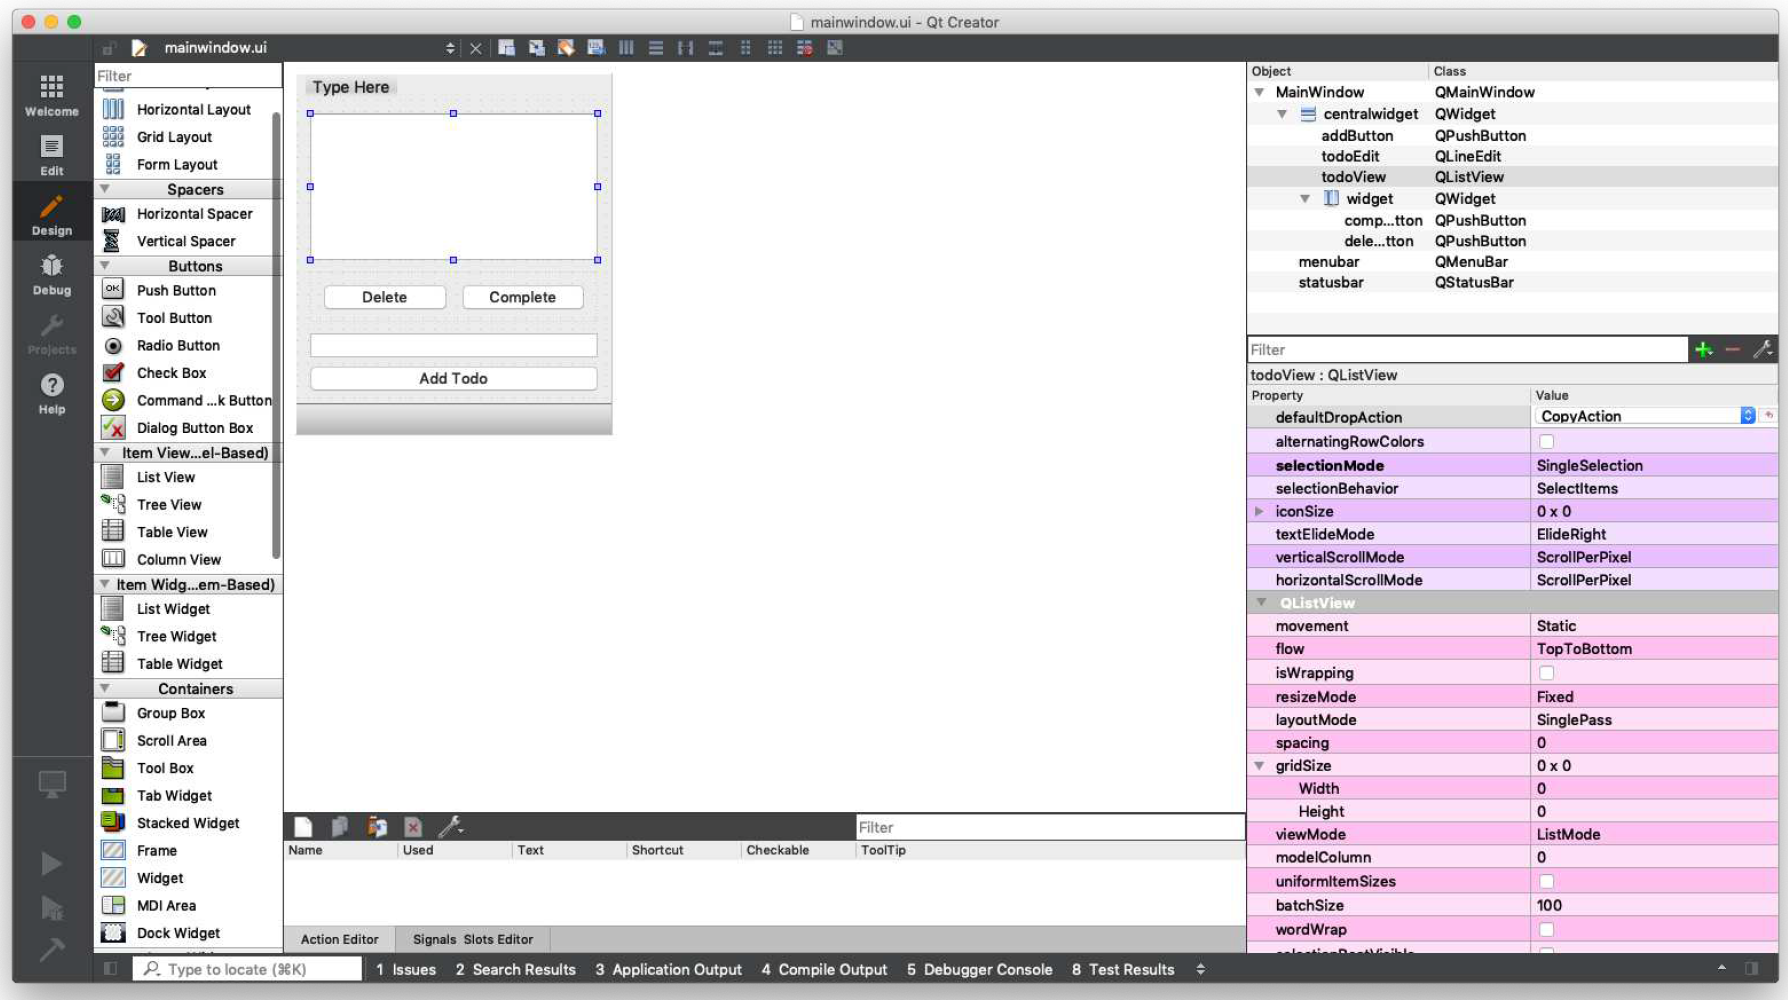 mainwindow.ui - Qt Creator
mainwindow.ui
Welcome
Edit
Design
Debug
Projects
Help
Filter
Horizontal Layout
Grid Layout
Form Layout
Spacers
Horizontal Spacer
Vertical Spacer
Buttons
OK Push Button
Tool Button
Radio Button
Check Box
Command ...k Button
Dialog Button Box
Item View...el-Based)
List View
Tree View
Table View
Column View
Item Widg...em-Based)
List Widget
Tree Widget
Table Widget
Containers
Group Box
Scroll Area
Tool Box
Tab Widget
Stacked Widget
Frame
Widget
MDI Area
Dock Widget
Type Here
Delete Complete
Add Todo
Filter
Name Used Text Shortcut Checkable ToolTip
Action Editor Signals Slots Editor
Object Class
MainWindow QMainWindow
centralwidget QWidget
addButton QPushButton
todoEdit QLineEdit
todoView QListView
widget QWidget
comp...tton QPushButton
dele...tton QPushButton
menubar QMenuBar
statusbar QStatusBar
Filter
todoView : QListView
Property Value
defaultDropAction CopyAction
alternatingRowColors
selectionMode SingleSelection
selectionBehavior SelectItems
iconSize 0 x 0
textElideMode ElideRight
verticalScrollMode ScrollPerPixel
horizontalScrollMode ScrollPerPixel
QListView
movement Static
flow TopToBottom
isWrapping
resizeMode Fixed
layoutMode SinglePass
spacing 0
gridSize 0 x 0
Width 0
Height 0
viewMode ListMode
modelColumn 0
uniformItemSizes
batchSize 100
wordWrap
Type to locate (⌘K) 1 Issues 2 Search Results 3 Application Output 4 Compile Output 5 Debugger Console 8 Test Results